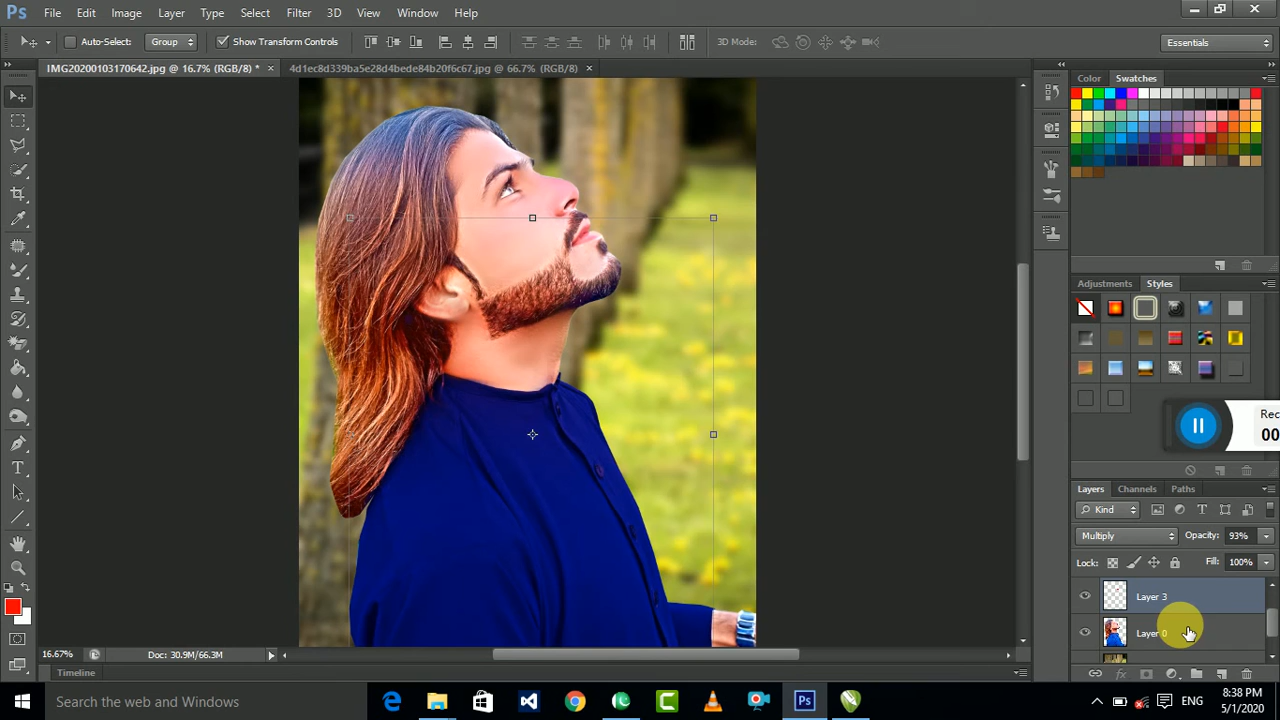 Ps File Edit Image Layer Type Select Filter 3D View Window Help
Auto-Select: Group Show Transform Controls 3D Mode: Essentials
IMG20200103170642.jpg @ 16.7% (RGB/8) * × 4d1ec8d339ba5e28d4bede84b20f6c67.jpg @ 66.7% (RGB/8) ×
Color Swatches
Adjustments Styles
Rec
00
Layers Channels Paths
Kind
Multiply Opacity: 93%
Lock: Fill: 100%
Layer 3
Layer 0
16.67% Doc: 30.9M/66.3M
Timeline
Search the web and Windows
ENG
8:38 PM
5/1/2020